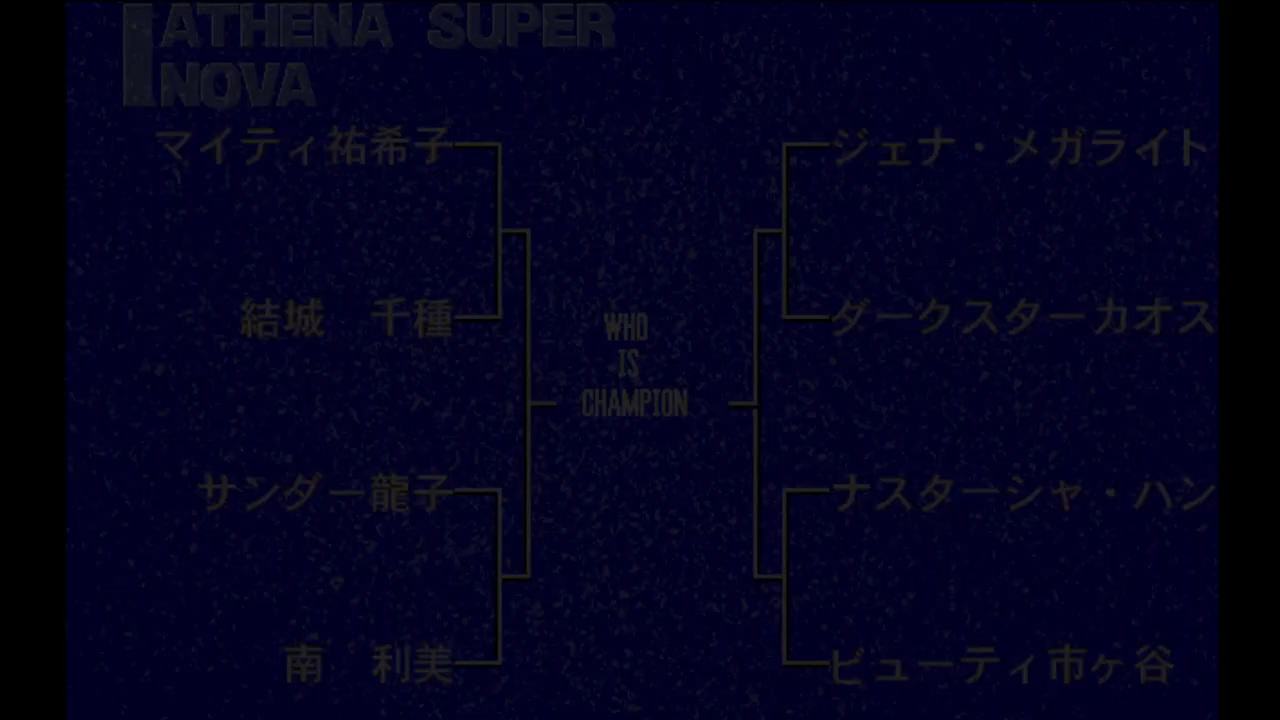 ATHENA SUPER
NOVA
マイティ祐希子
結城　千種
サンダー龍子
南　利美
WHO
IS
CHAMPION
ジェナ・メガライト
ダークスターカオス
ナスターシャ・ハン
ビューティ市ヶ谷